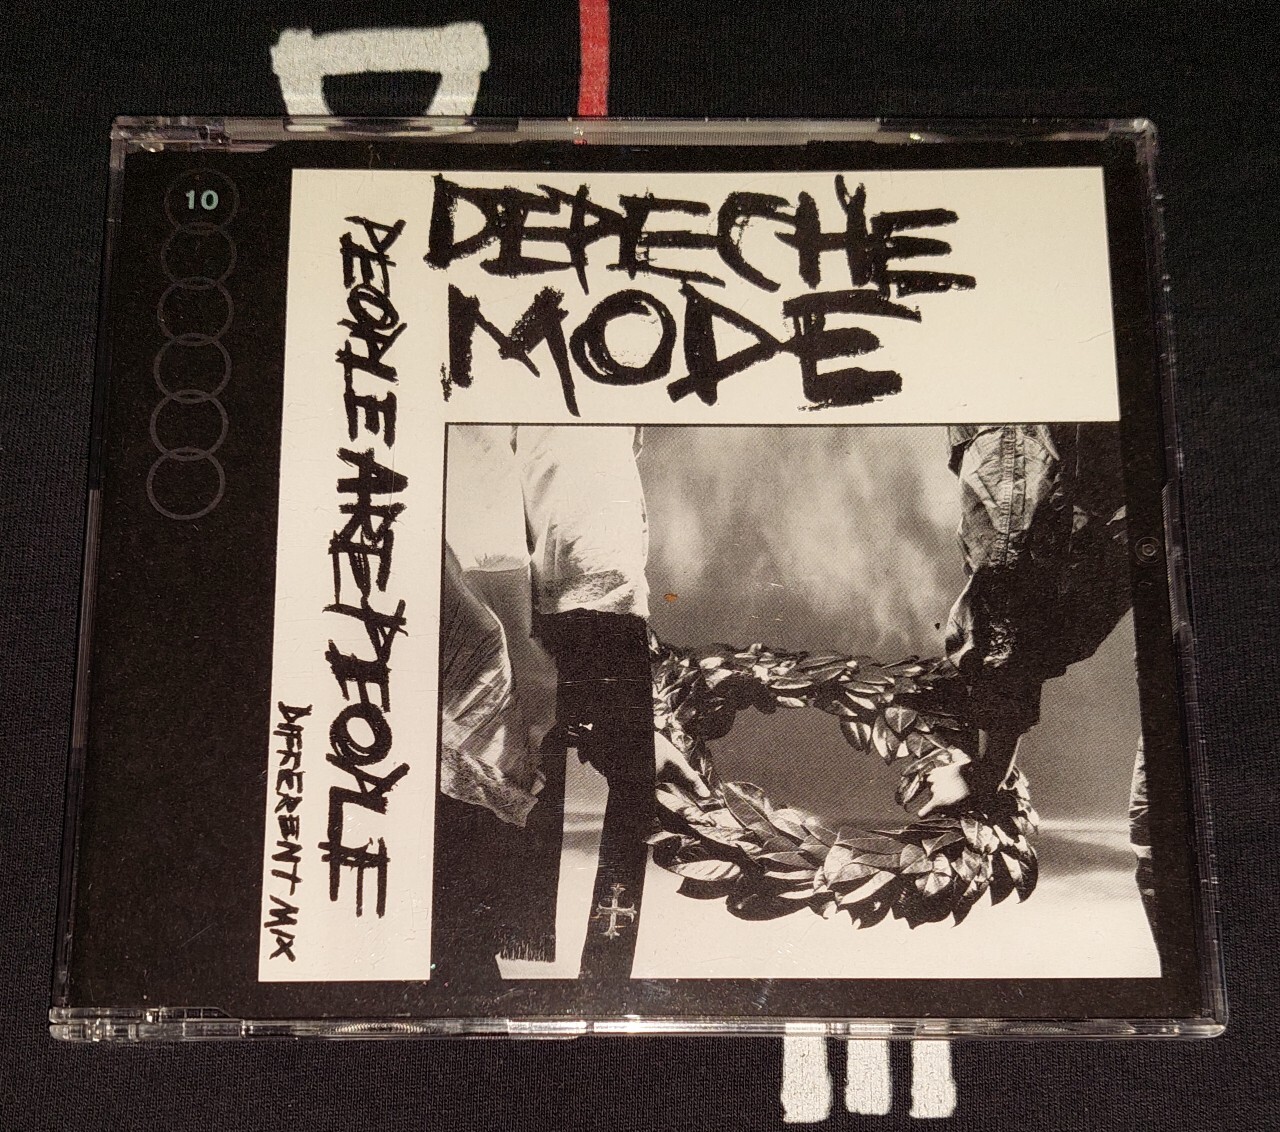 10
DEPECHE
MODE
PEOPLE ARE PEOPLE
DIFFERENT MIX